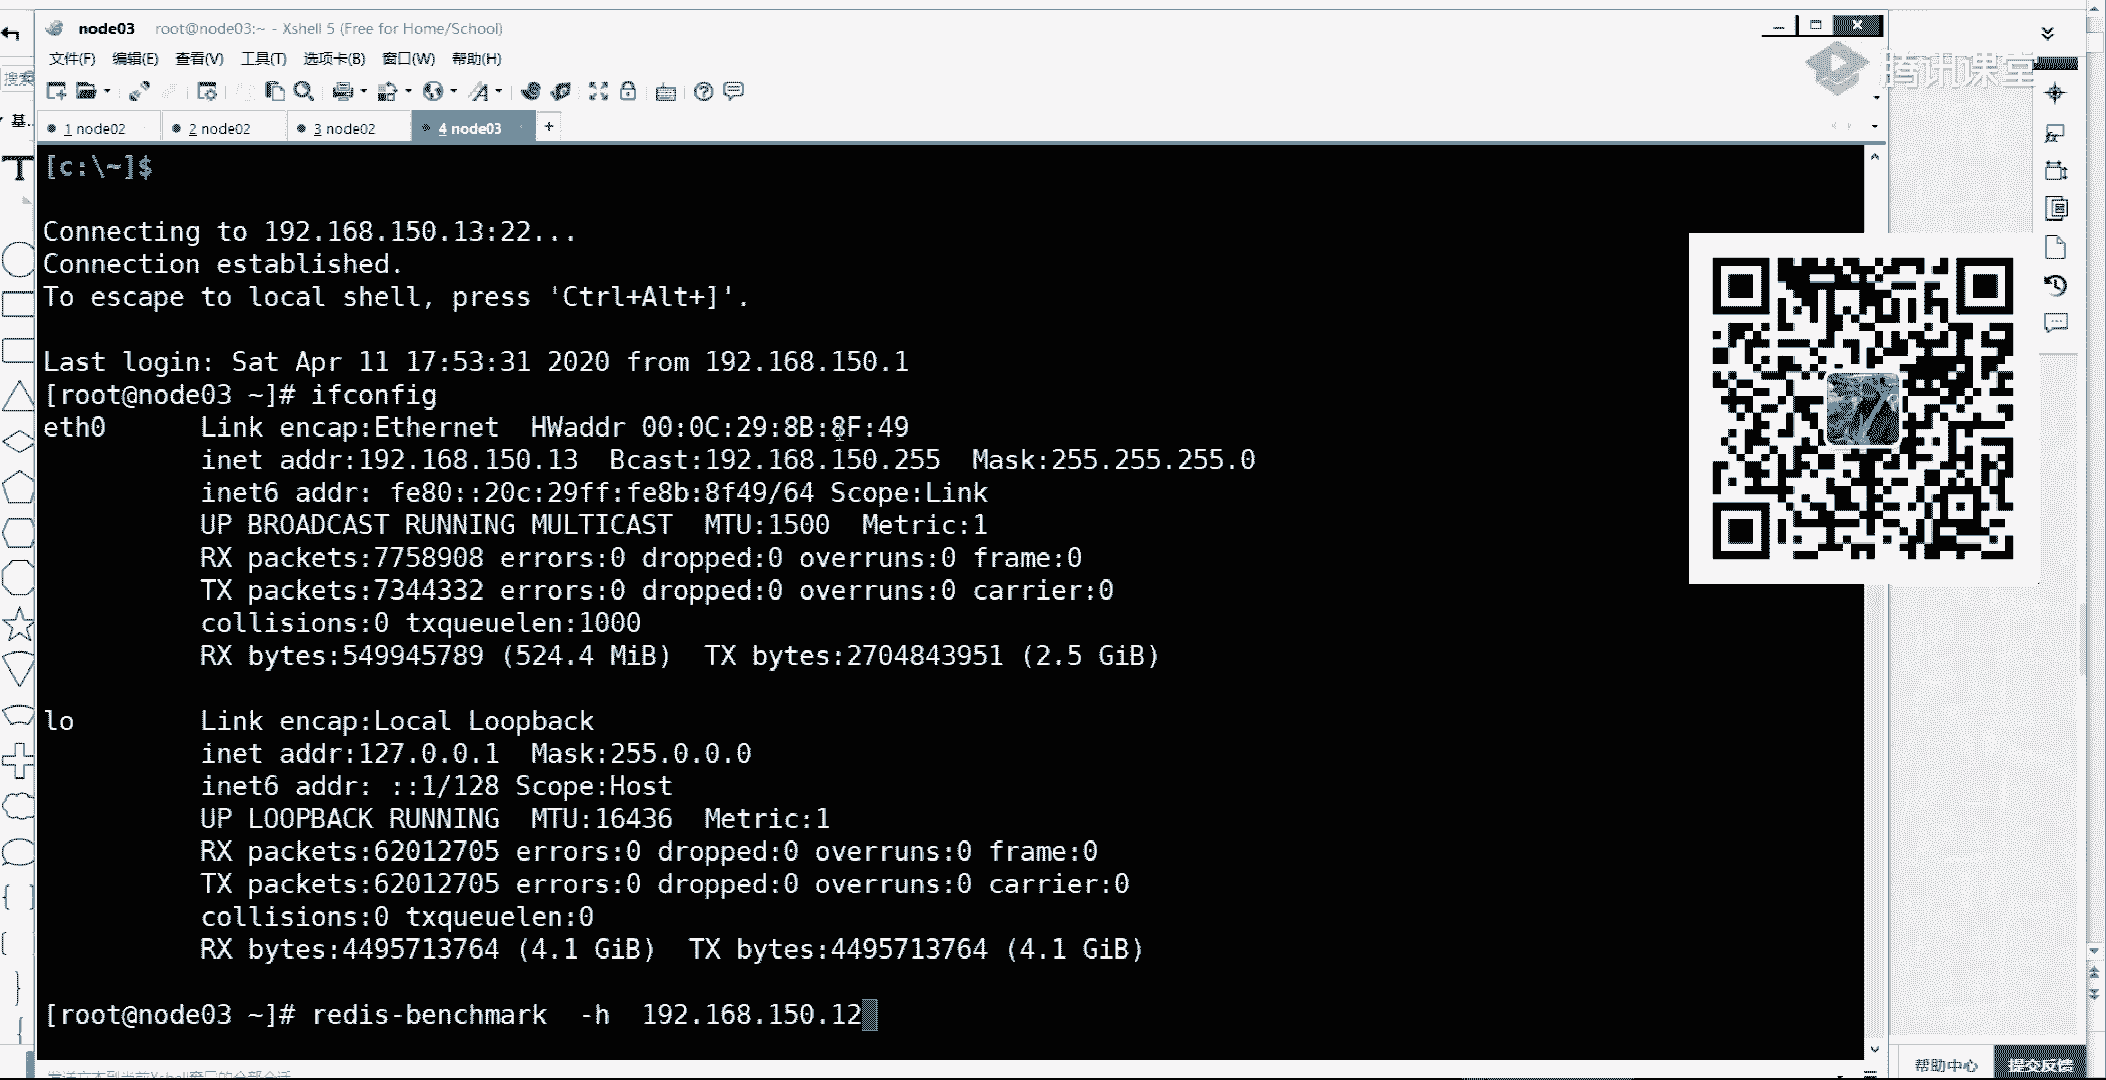 node03 root@node03:~ - Xshell 5 (Free for Home/School)
文件(F) 编辑(E) 查看(V) 工具(T) 选项卡(B) 窗口(W) 帮助(H)
腾讯课堂
搜索
基..
1 node02 2 node02 3 node02 4 node03 +
[c:\~]$
Connecting to 192.168.150.13:22...
Connection established.
To escape to local shell, press 'Ctrl+Alt+]'.
Last login: Sat Apr 11 17:53:31 2020 from 192.168.150.1
[root@node03 ~]# ifconfig
eth0 Link encap:Ethernet HWaddr 00:0C:29:8B:8F:49
inet addr:192.168.150.13 Bcast:192.168.150.255 Mask:255.255.255.0
inet6 addr: fe80::20c:29ff:fe8b:8f49/64 Scope:Link
UP BROADCAST RUNNING MULTICAST MTU:1500 Metric:1
RX packets:7758908 errors:0 dropped:0 overruns:0 frame:0
TX packets:7344332 errors:0 dropped:0 overruns:0 carrier:0
collisions:0 txqueuelen:1000
RX bytes:549945789 (524.4 MiB) TX bytes:2704843951 (2.5 GiB)
lo Link encap:Local Loopback
inet addr:127.0.0.1 Mask:255.0.0.0
inet6 addr: ::1/128 Scope:Host
UP LOOPBACK RUNNING MTU:16436 Metric:1
RX packets:62012705 errors:0 dropped:0 overruns:0 frame:0
TX packets:62012705 errors:0 dropped:0 overruns:0 carrier:0
collisions:0 txqueuelen:0
RX bytes:4495713764 (4.1 GiB) TX bytes:4495713764 (4.1 GiB)
[root@node03 ~]# redis-benchmark -h 192.168.150.12
帮助中心 提交反馈